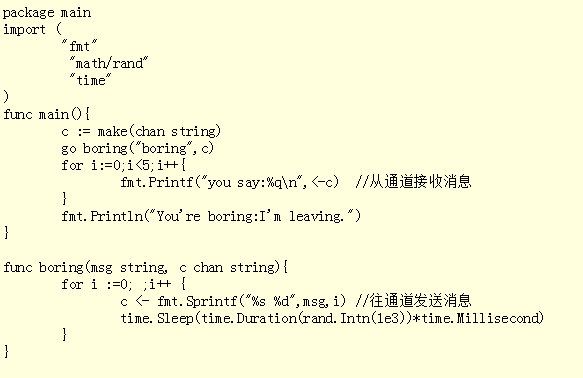 package main
import (
        "fmt"
         "math/rand"
         "time"
)
func main(){
        c := make(chan string)
        go boring("boring",c)
        for i:=0;i<5;i++{
                fmt.Printf("you say:%q\n",<-c)  //从通道接收消息
        }
        fmt.Println("You're boring:I'm leaving.")
}

func boring(msg string, c chan string){
        for i :=0; ;i++ {
                c <- fmt.Sprintf("%s %d",msg,i) //往通道发送消息
                time.Sleep(time.Duration(rand.Intn(1e3))*time.Millisecond)
        }
}